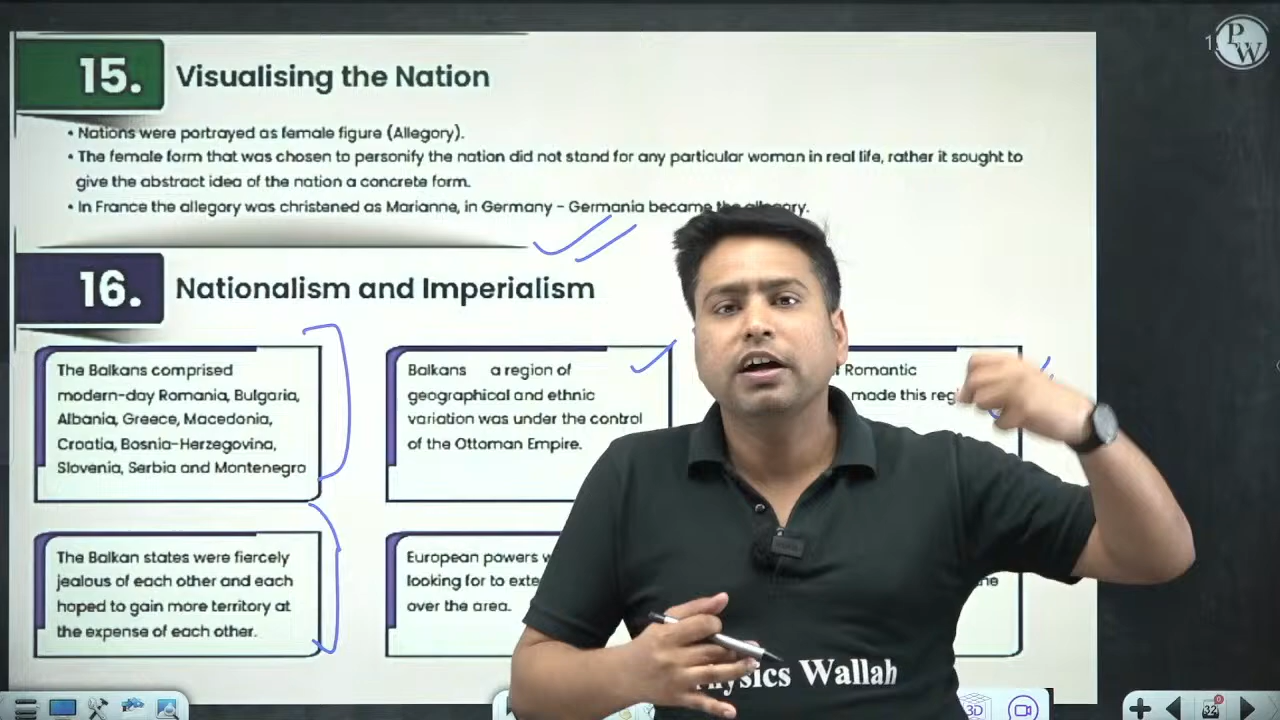 15. Visualising the Nation
• Nations were portrayed as female figure (Allegory).
• The female form that was chosen to personify the nation did not stand for any particular woman in real life, rather it sought to
give the abstract idea of the nation a concrete form.
• In France the allegory was christened as Marianne, in Germany - Germania became the allegory.
16. Nationalism and Imperialism
The Balkans comprised
modern-day Romania, Bulgaria,
Albania, Greece, Macedonia,
Croatia, Bosnia-Herzegovina,
Slovenia, Serbia and Montenegro
Balkans a region of
geographical and ethnic
variation was under the control
of the Ottoman Empire.
Romantic
made this
The Balkan states were fiercely
jealous of each other and each
hoped to gain more territory at
the expense of each other.
European powers
looking for to
over the area.
Wallah
PW
3D
32